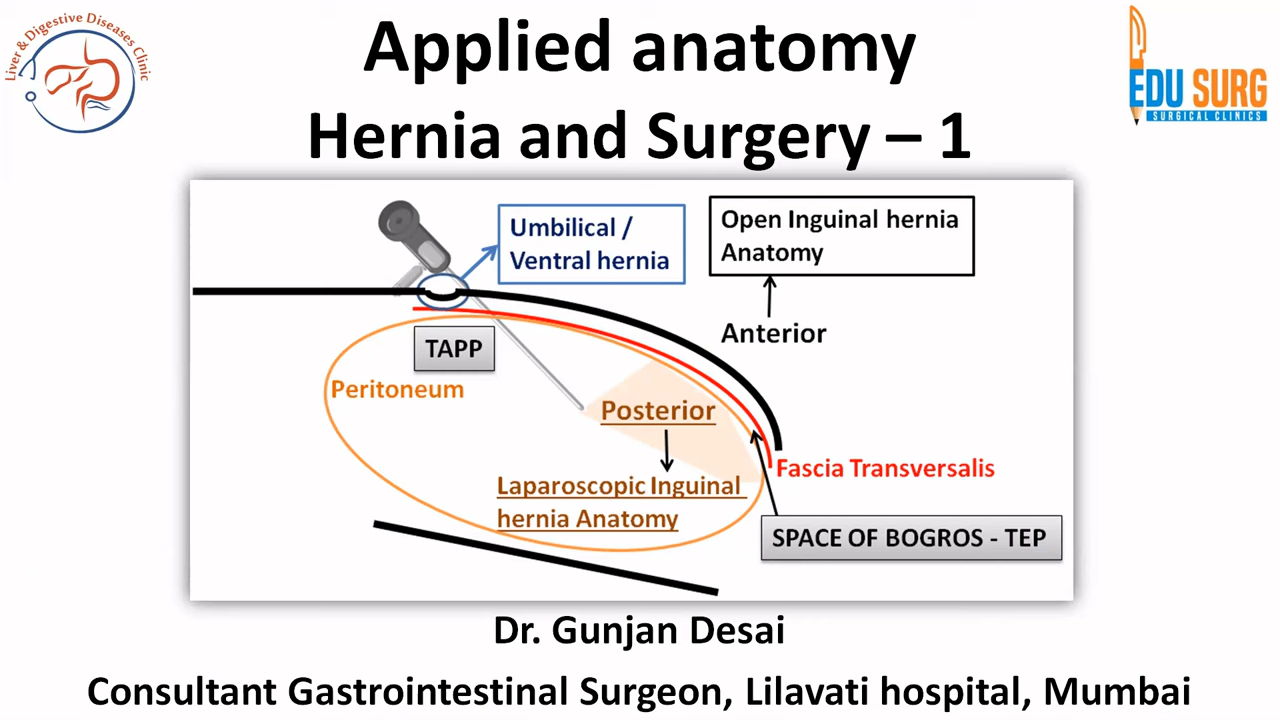 Liver & Digestive Diseases Clinic
EDU SURG
SURGICAL CLINICS
Applied anatomy
Hernia and Surgery – 1
Umbilical /
Ventral hernia
Open Inguinal hernia
Anatomy
Anterior
TAPP
Peritoneum
Posterior
Fascia Transversalis
Laparoscopic Inguinal
hernia Anatomy
SPACE OF BOGROS - TEP
Dr. Gunjan Desai
Consultant Gastrointestinal Surgeon, Lilavati hospital, Mumbai